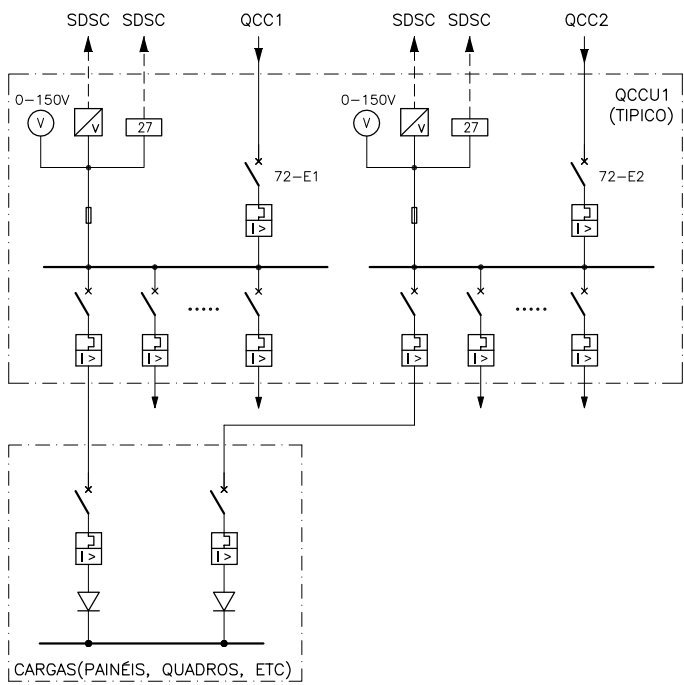 SDSC SDSC QCC1 SDSC SDSC QCC2
QCCU1
(TIPICO)
0-150V 0-150V
V V 27 V V 27
72-E1 72-E2
I > I >
I > I > I > I > I > I >
I > I >
CARGAS(PAINÉIS, QUADROS, ETC)